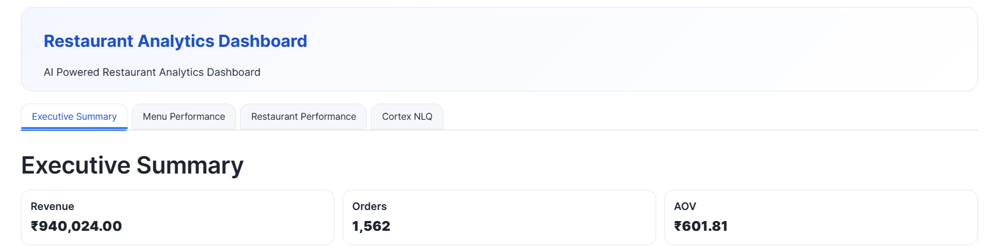 Restaurant Analytics Dashboard
AI Powered Restaurant Analytics Dashboard
Executive Summary
Menu Performance
Restaurant Performance
Cortex NLQ
Executive Summary
Revenue
₹940,024.00
Orders
1,562
AOV
₹601.81